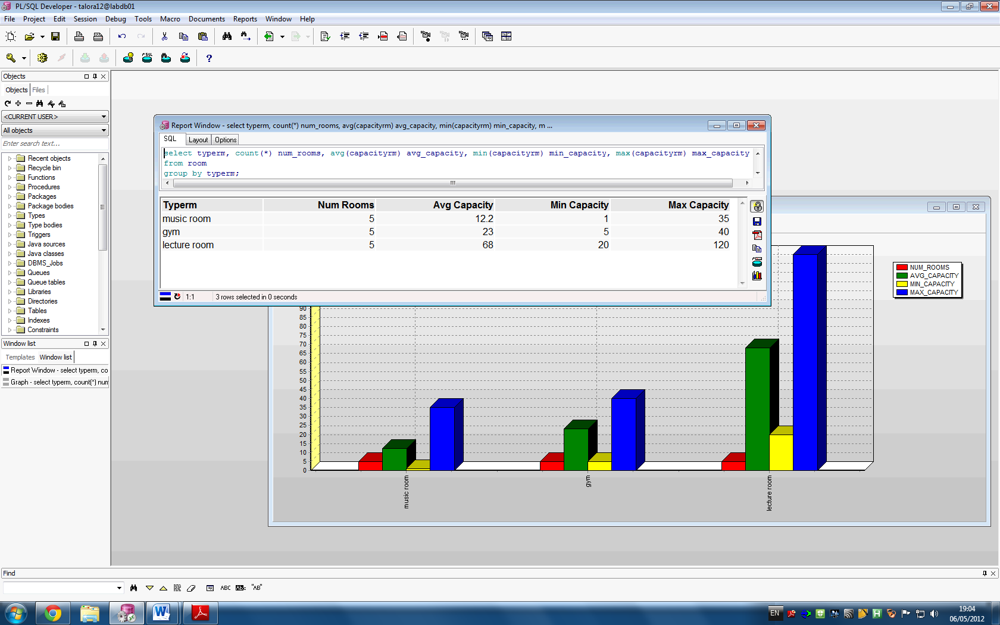 PL/SQL Developer - talora12@labdb01
File Project Edit Session Debug Tools Macro Documents Reports Window Help
SQL
?
Objects
Objects Files
<CURRENT USER>
All objects
Enter search text...
Recent objects
Recycle bin
Functions
Procedures
Packages
Package bodies
Types
Type bodies
Triggers
Java sources
Java classes
DBMS_Jobs
Queues
Queue tables
Libraries
Directories
Tables
Indexes
Constraints
Window list
Templates Window list
Report Window - select typerm, co
Graph - select typerm, count(*) num
Report Window - select typerm, count(*) num_rooms, avg(capacityrm) avg_capacity, min(capacityrm) min_capacity, m ...
SQL Layout Options
select typerm, count(*) num_rooms, avg(capacityrm) avg_capacity, min(capacityrm) min_capacity, max(capacityrm) max_capacity
from room
group by typerm;
Typerm Num Rooms Avg Capacity Min Capacity Max Capacity
music room 5 12.2 1 35
gym 5 23 5 40
lecture room 5 68 20 120
1:1 3 rows selected in 0 seconds
NUM_ROOMS
AVG_CAPACITY
MIN_CAPACITY
MAX_CAPACITY
90
85
80
75
70
65
60
55
50
45
40
35
30
25
20
15
10
5
0
music room
gym
lecture room
Find
ABC "AB"
EN
19:04
06/05/2012